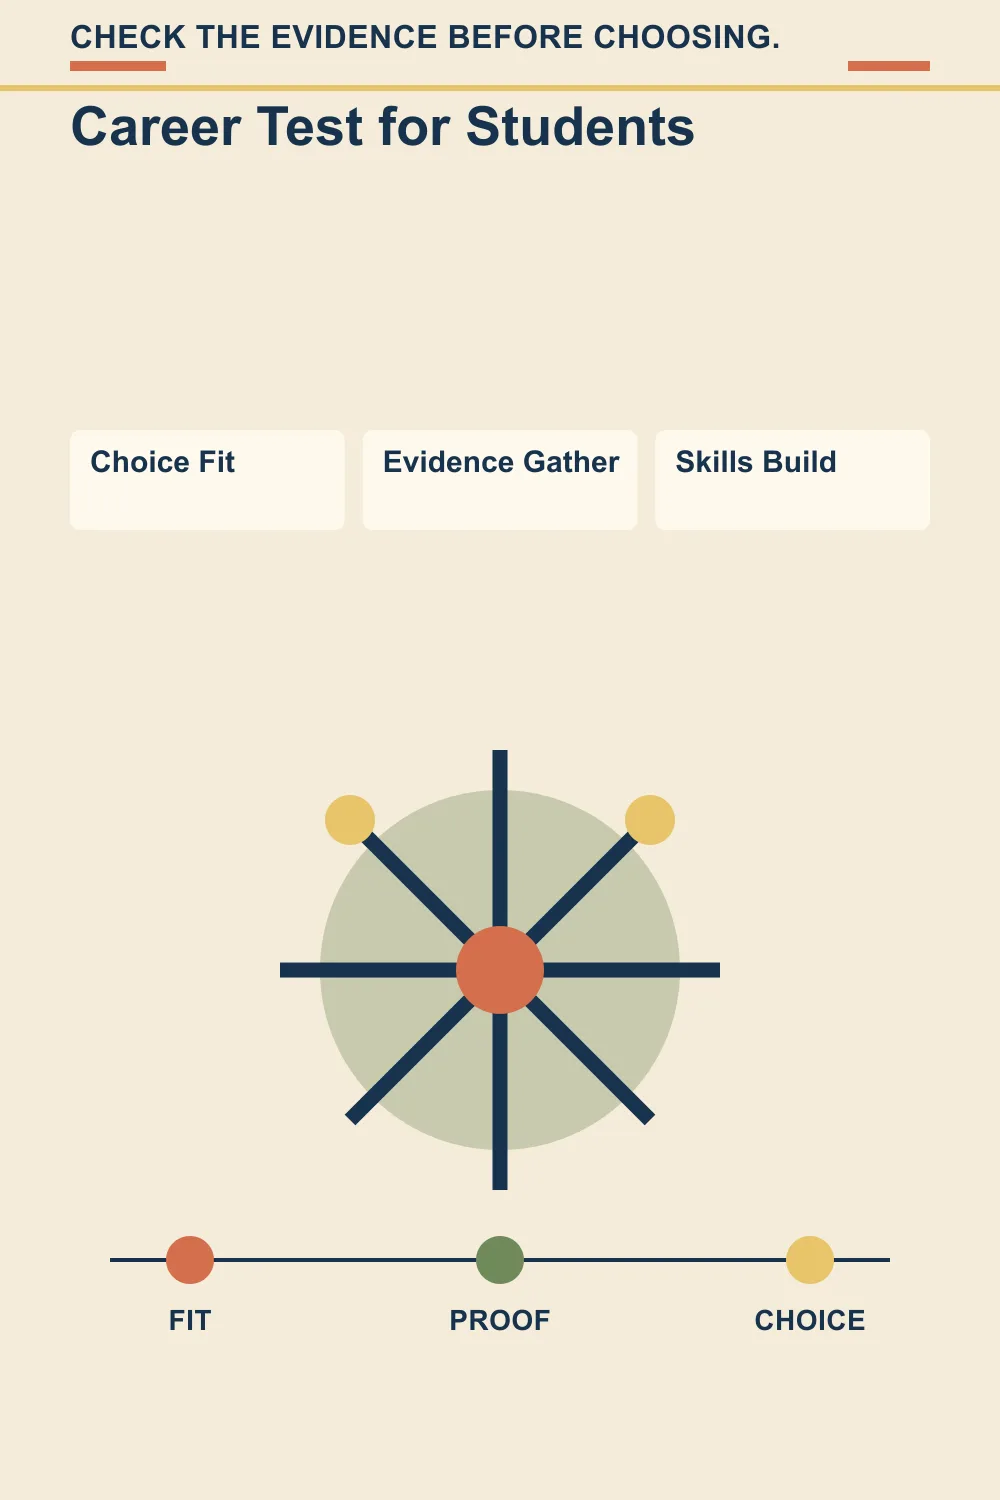 CHECK THE EVIDENCE BEFORE CHOOSING.
Career Test for Students
Choice Fit
Evidence Gather
Skills Build
FIT
PROOF
CHOICE